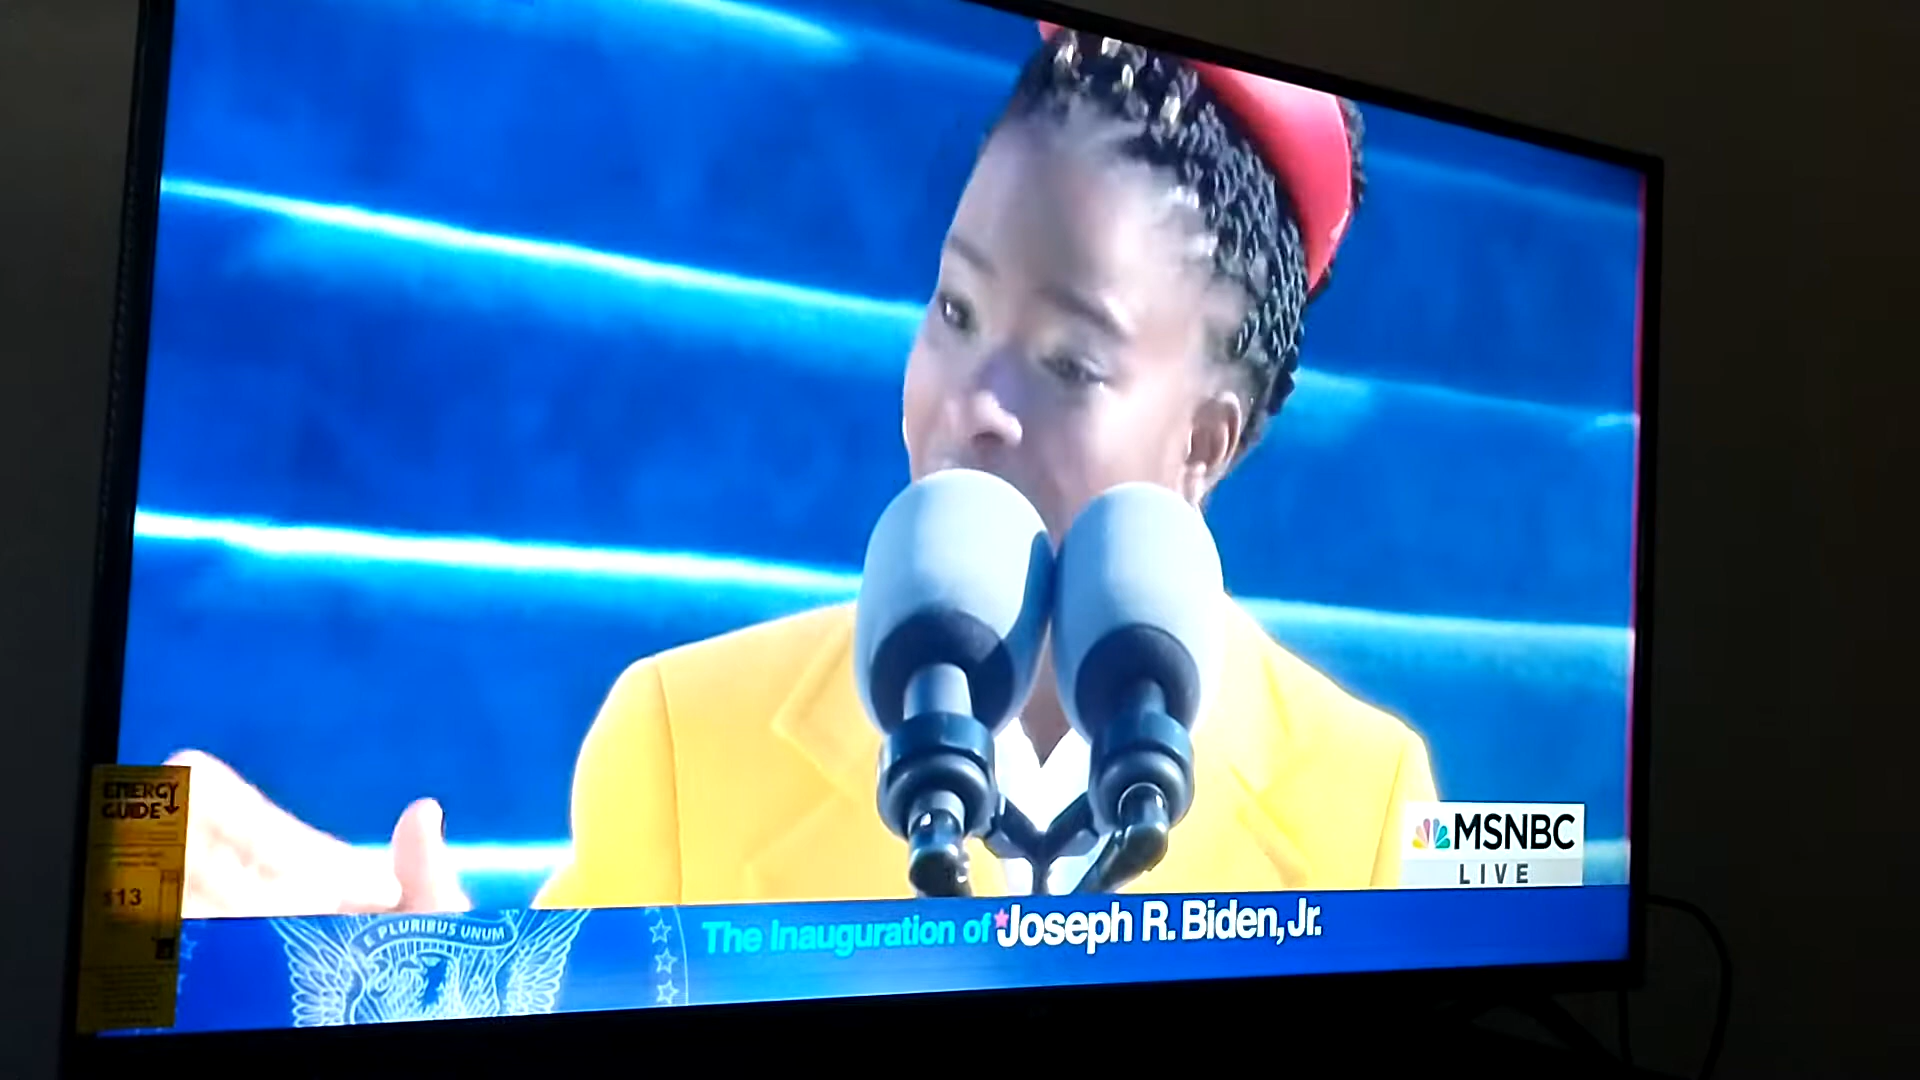 MSNBC
LIVE
ENERGY
GUIDE
$13
E PLURIBUS UNUM
The Inauguration of Joseph R. Biden, Jr.